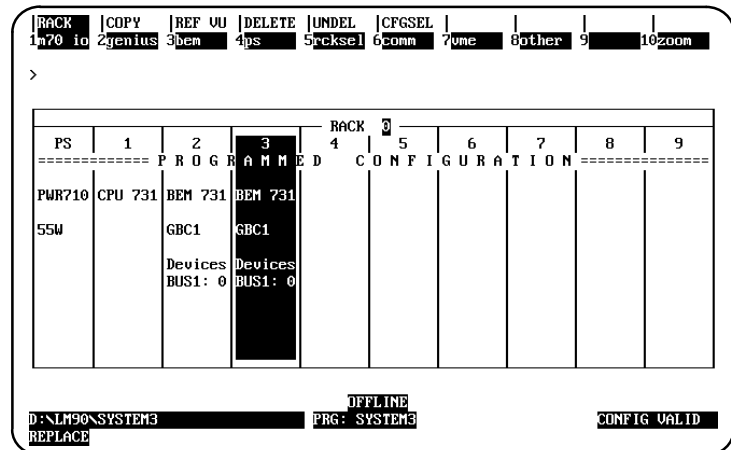 |RACK |COPY |REF VU |DELETE |UNDEL |CFGSEL | | | |
1m70 io 2genius 3bem 4ps 5rcksel 6comm 7vme 8other 9 10zoom
>
RACK 0
PS 1 2 3 4 5 6 7 8 9
============= P R O G R A M M E D C O N F I G U R A T I O N =============
PWR710 CPU 731 BEM 731 BEM 731
55W GBC1 GBC1
Devices Devices
BUS1: 0 BUS1: 0
OFFLINE
D:\LM90\SYSTEM3 PRG: SYSTEM3 CONFIG VALID
REPLACE